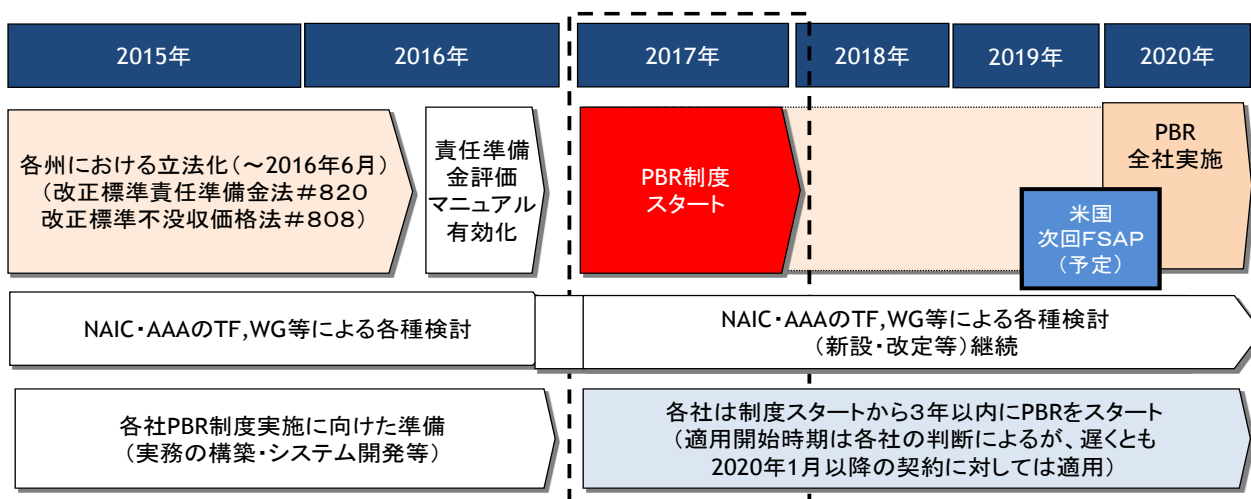 2015年
2016年
2017年
2018年
2019年
2020年
各州における立法化（～2016年6月）
（改正標準責任準備金法＃820
改正標準不没収価格法＃808）
責任準備
金評価
マニュアル
有効化
PBR制度
スタート
PBR
全社実施
米国
次回FSAP
（予定）
NAIC・AAAのTF,WG等による各種検討
NAIC・AAAのTF,WG等による各種検討
（新設・改定等）継続
各社PBR制度実施に向けた準備
（実務の構築・システム開発等）
各社は制度スタートから３年以内にPBRをスタート
（適用開始時期は各社の判断によるが、遅くとも
2020年1月以降の契約に対しては適用）